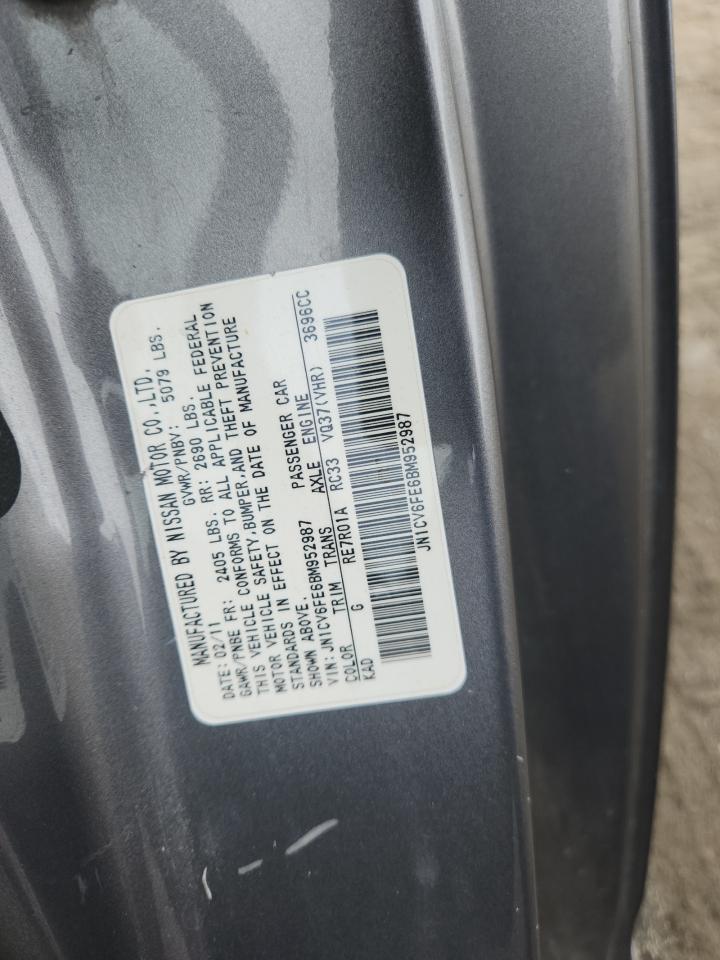 MANUFACTURED BY NISSAN MOTOR CO.,LTD.
DATE: 02/11 GVWR/PNBV: 5079 LBS.
GAWR/PNBE FR: 2405 LBS. RR: 2690 LBS.
THIS VEHICLE CONFORMS TO ALL APPLICABLE FEDERAL
MOTOR VEHICLE SAFETY,BUMPER,AND THEFT PREVENTION
STANDARDS IN EFFECT ON THE DATE OF MANUFACTURE
SHOWN ABOVE.
VIN:JN1CV6FE6BM952987 PASSENGER CAR
COLOR TRIM TRANS AXLE ENGINE
KAD G RE7R01A RC33 VQ37(VHR) 3696CC
JN1CV6FE6BM952987